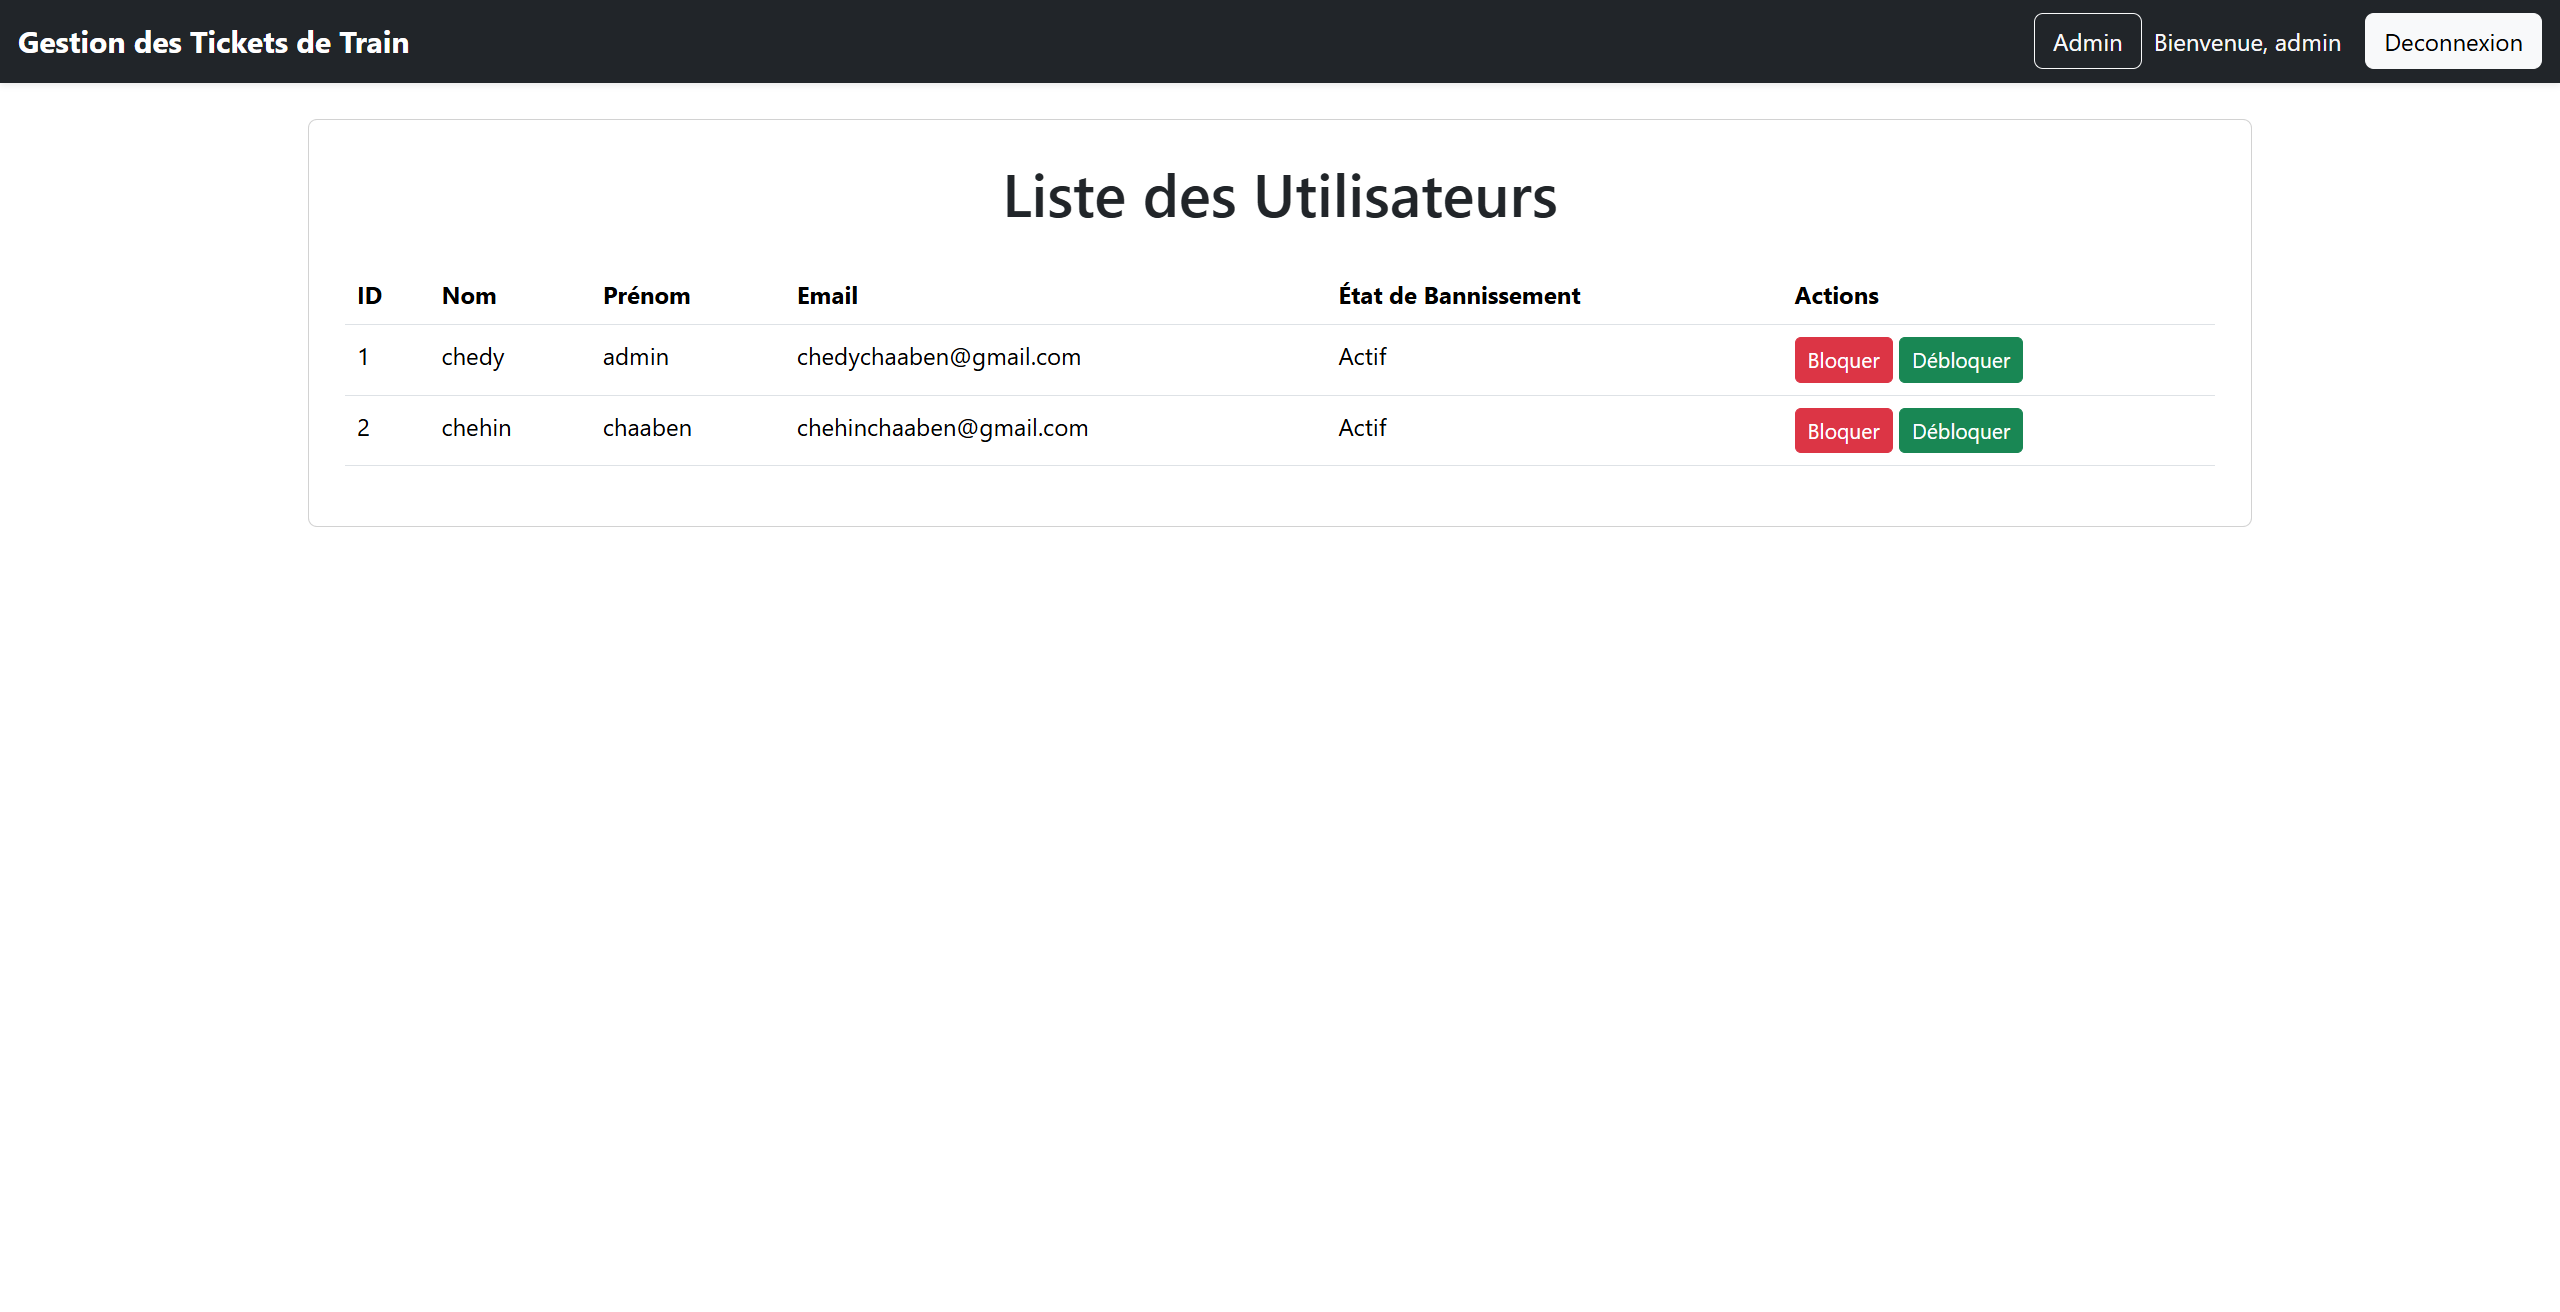 Gestion des Tickets de Train Admin Bienvenue, admin Deconnexion
Liste des Utilisateurs
ID Nom Prénom Email État de Bannissement Actions
1 chedy admin chedychaaben@gmail.com Actif Bloquer Débloquer
2 chehin chaaben chehinchaaben@gmail.com Actif Bloquer Débloquer